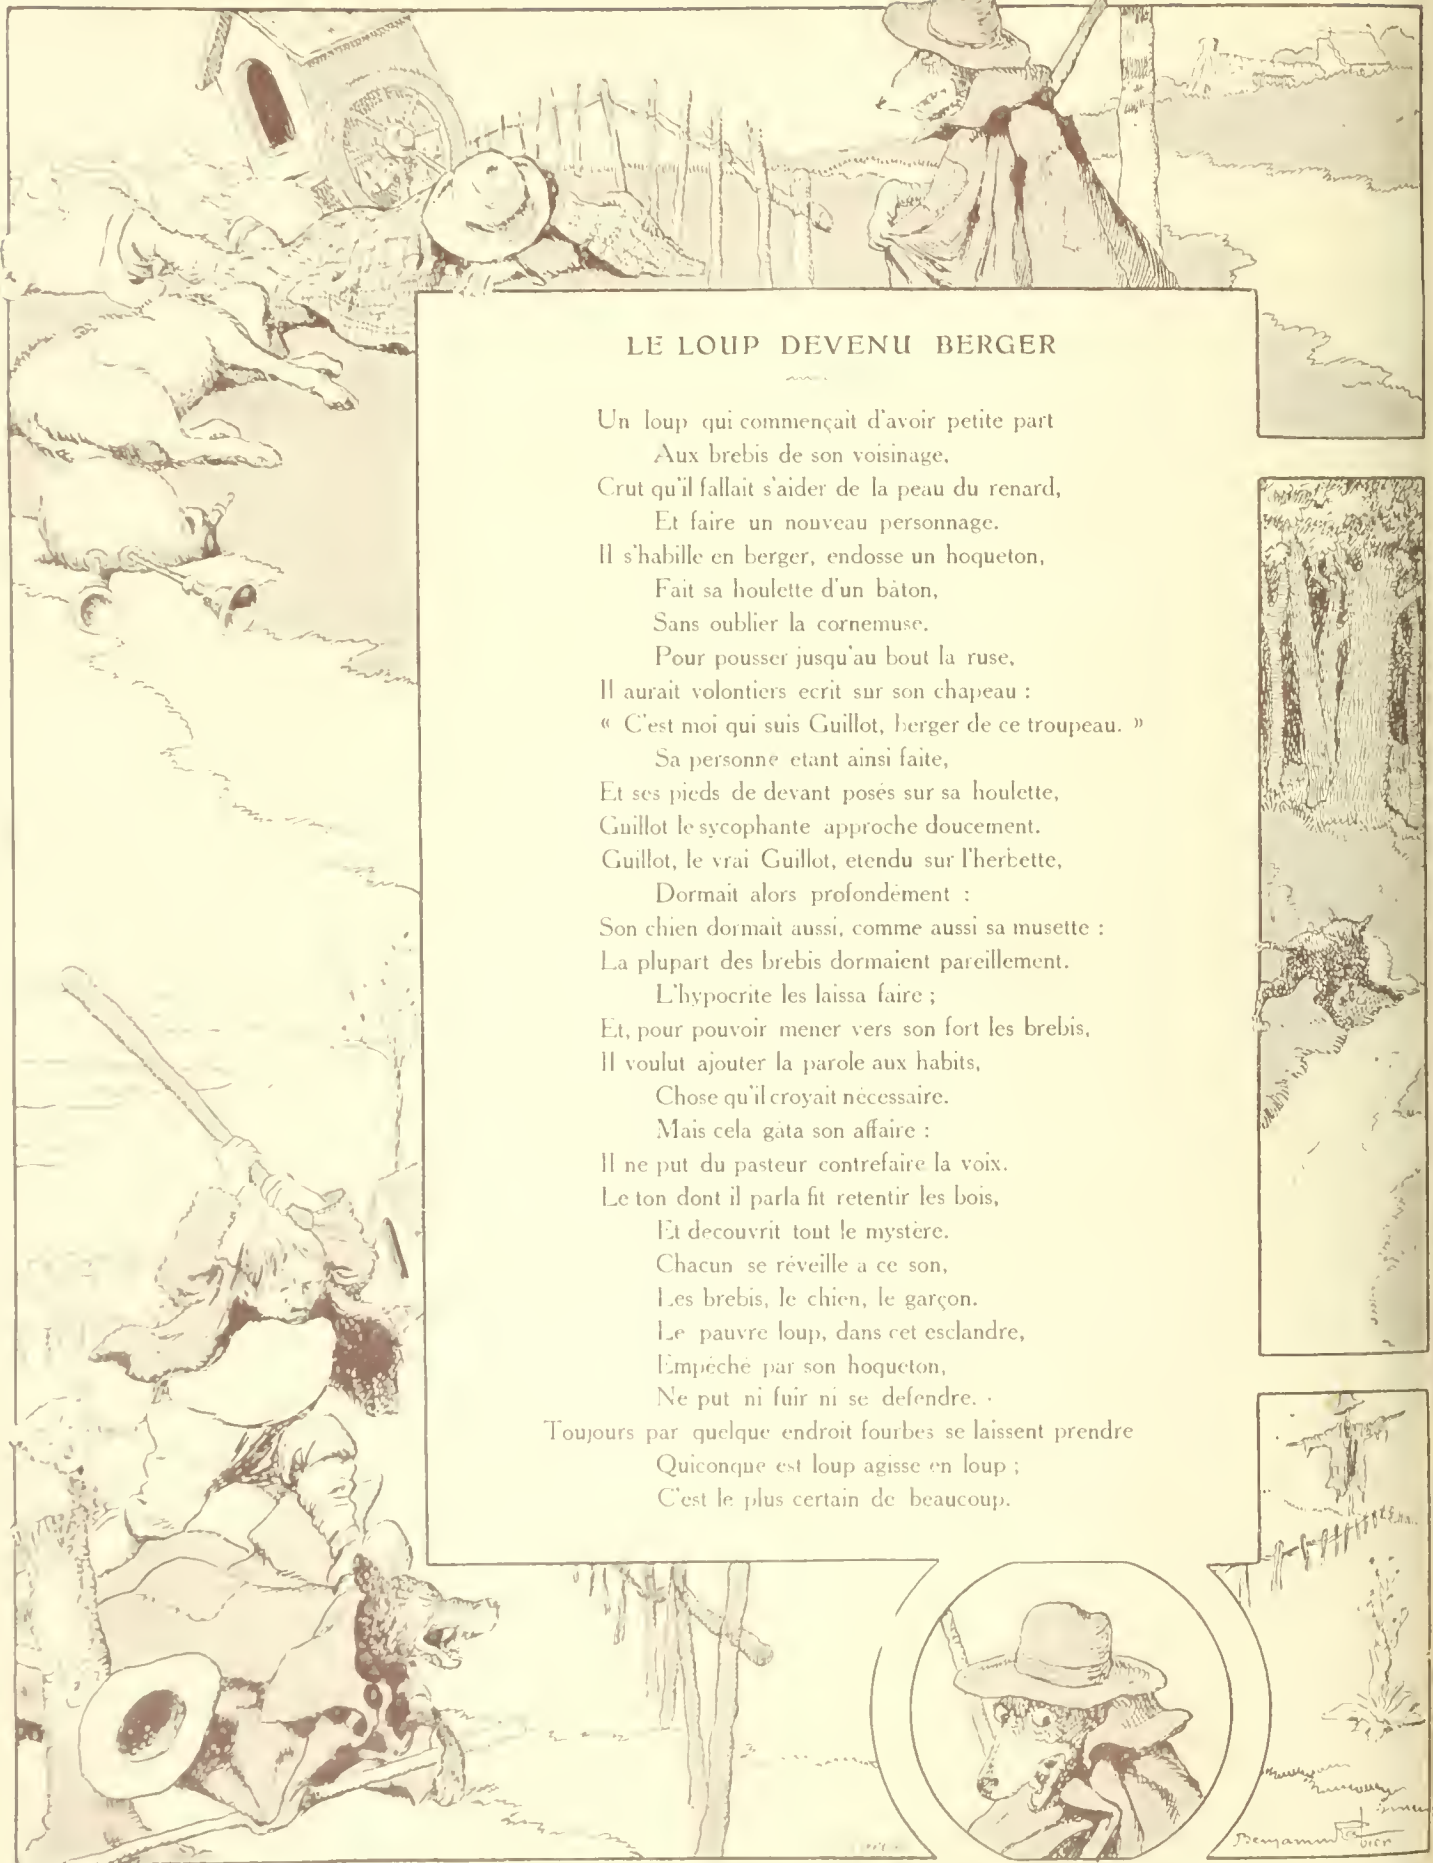 LE LOUP DEVENU BERGER
Un loup qui commençait d'avoir petite part
Aux brebis de son voisinage,
Crut qu'il fallait s'aider de la peau du renard,
Et faire un nouveau personnage.
Il s'habille en berger, endosse un hoqueton,
Fait sa houlette d'un bâton,
Sans oublier la cornemuse.
Pour pousser jusqu'au bout la ruse,
Il aurait volontiers ecrit sur son chapeau :
« C'est moi qui suis Guillot, berger de ce troupeau. »
Sa personne etant ainsi faite,
Et ses pieds de devant posés sur sa houlette,
Guillot le sycophante approche doucement.
Guillot, le vrai Guillot, etendu sur l'herbette,
Dormait alors profondément :
Son chien dormait aussi, comme aussi sa musette :
La plupart des brebis dormaient pareillement.
L'hypocrite les laissa faire ;
Et, pour pouvoir mener vers son fort les brebis,
Il voulut ajouter la parole aux habits,
Chose qu'il croyait nécessaire.
Mais cela gâta son affaire :
Il ne put du pasteur contrefaire la voix.
Le ton dont il parla fit retentir les bois,
Et decouvrit tout le mystère.
Chacun se réveille a ce son,
Les brebis, le chien, le garçon.
Le pauvre loup, dans cet esclandre,
Empêché par son hoqueton,
Ne put ni fuir ni se defendre.
Toujours par quelque endroit fourbes se laissent prendre
Quiconque est loup agisse en loup ;
C'est le plus certain de beaucoup.
Benjamin Rabier